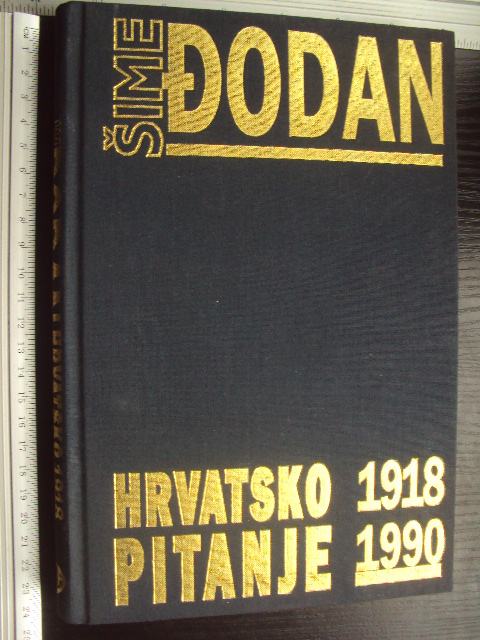 ŠIME ĐODAN
HRVATSKO 1918
PITANJE 1990